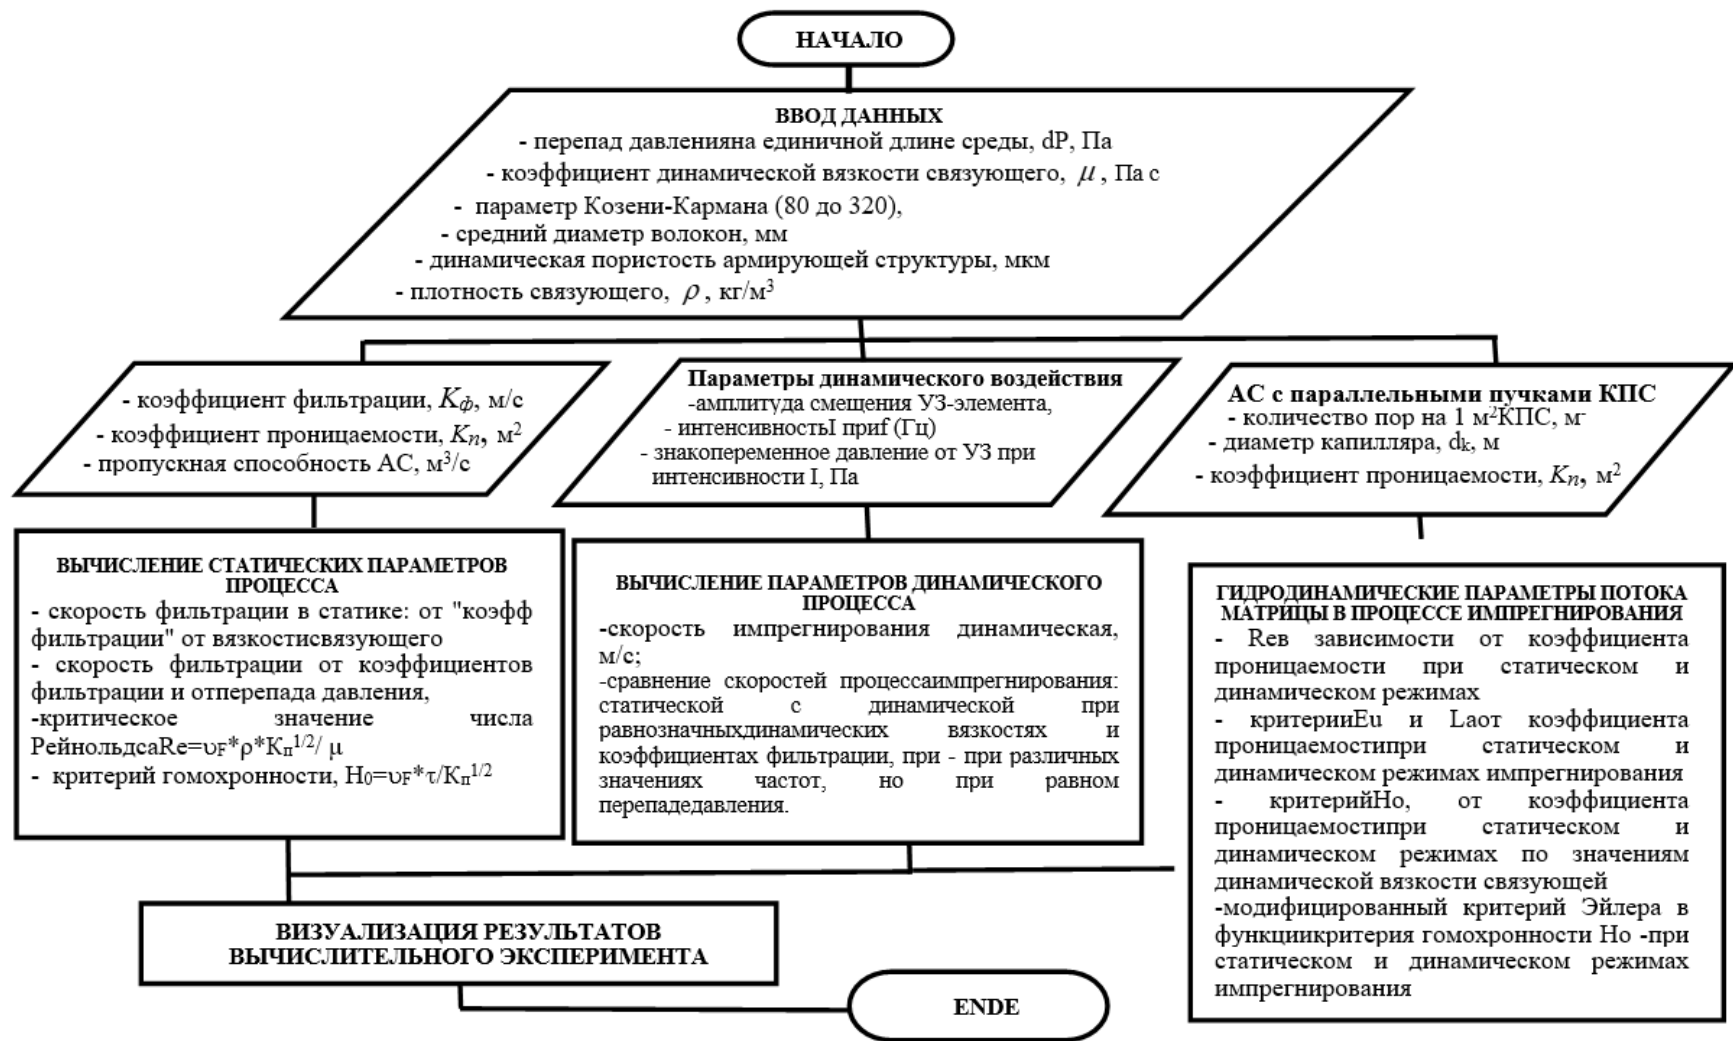 НАЧАЛО
ВВОД ДАННЫХ
- перепад давленияна единичной длине среды, dP, Па
- коэффициент динамической вязкости связующего, μ, Па с
- параметр Козени-Кармана (80 до 320),
- средний диаметр волокон, мм
- динамическая пористость армирующей структуры, мкм
- плотность связующего, ρ, кг/м³
- коэффициент фильтрации, Kф, м/с
- коэффициент проницаемости, Kп, м²
- пропускная способность АС, м³/с
Параметры динамического воздействия
-амплитуда смещения УЗ-элемента,
- интенсивностьI приf (Гц)
- знакопеременное давление от УЗ при
интенсивности I, Па
АС с параллельными пучками КПС
- количество пор на 1 м²КПС, м⁻
- диаметр капилляра, dk, м
- коэффициент проницаемости, Kп, м²
ВЫЧИСЛЕНИЕ СТАТИЧЕСКИХ ПАРАМЕТРОВ
ПРОЦЕССА
- скорость фильтрации в статике: от "коэфф
фильтрации" от вязкостисвязующего
- скорость фильтрации от коэффициентов
фильтрации и отперепада давления,
-критическое значение числа
РейнольдсаRe=υF*ρ*Kп^1/2/ μ
- критерий гомохронности, H₀=υF*τ/Kп^1/2
ВЫЧИСЛЕНИЕ ПАРАМЕТРОВ ДИНАМИЧЕСКОГО
ПРОЦЕССА
-скорость импрегнирования динамическая,
м/с;
-сравнение скоростей процессаимпрегнирования:
статической с динамической при
равнозначныхдинамических вязкостях и
коэффициентах фильтрации, при - при различных
значениях частот, но при равном
перепадедавления.
ГИДРОДИНАМИЧЕСКИЕ ПАРАМЕТРЫ ПОТОКА
МАТРИЦЫ В ПРОЦЕССЕ ИМПРЕГНИРОВАНИЯ
- Reв зависимости от коэффициента
проницаемости при статическом и
динамическом режимах
- критерииEu и Laот коэффициента
проницаемостипри статическом и
динамическом режимах импрегнирования
- критерийHo, от коэффициента
проницаемостипри статическом и
динамическом режимах по значениям
динамической вязкости связующей
-модифицированный критерий Эйлера в
функциикритерия гомохронности Ho -при
статическом и динамическом режимах
импрегнирования
ВИЗУАЛИЗАЦИЯ РЕЗУЛЬТАТОВ
ВЫЧИСЛИТЕЛЬНОГО ЭКСПЕРИМЕНТА
ENDE